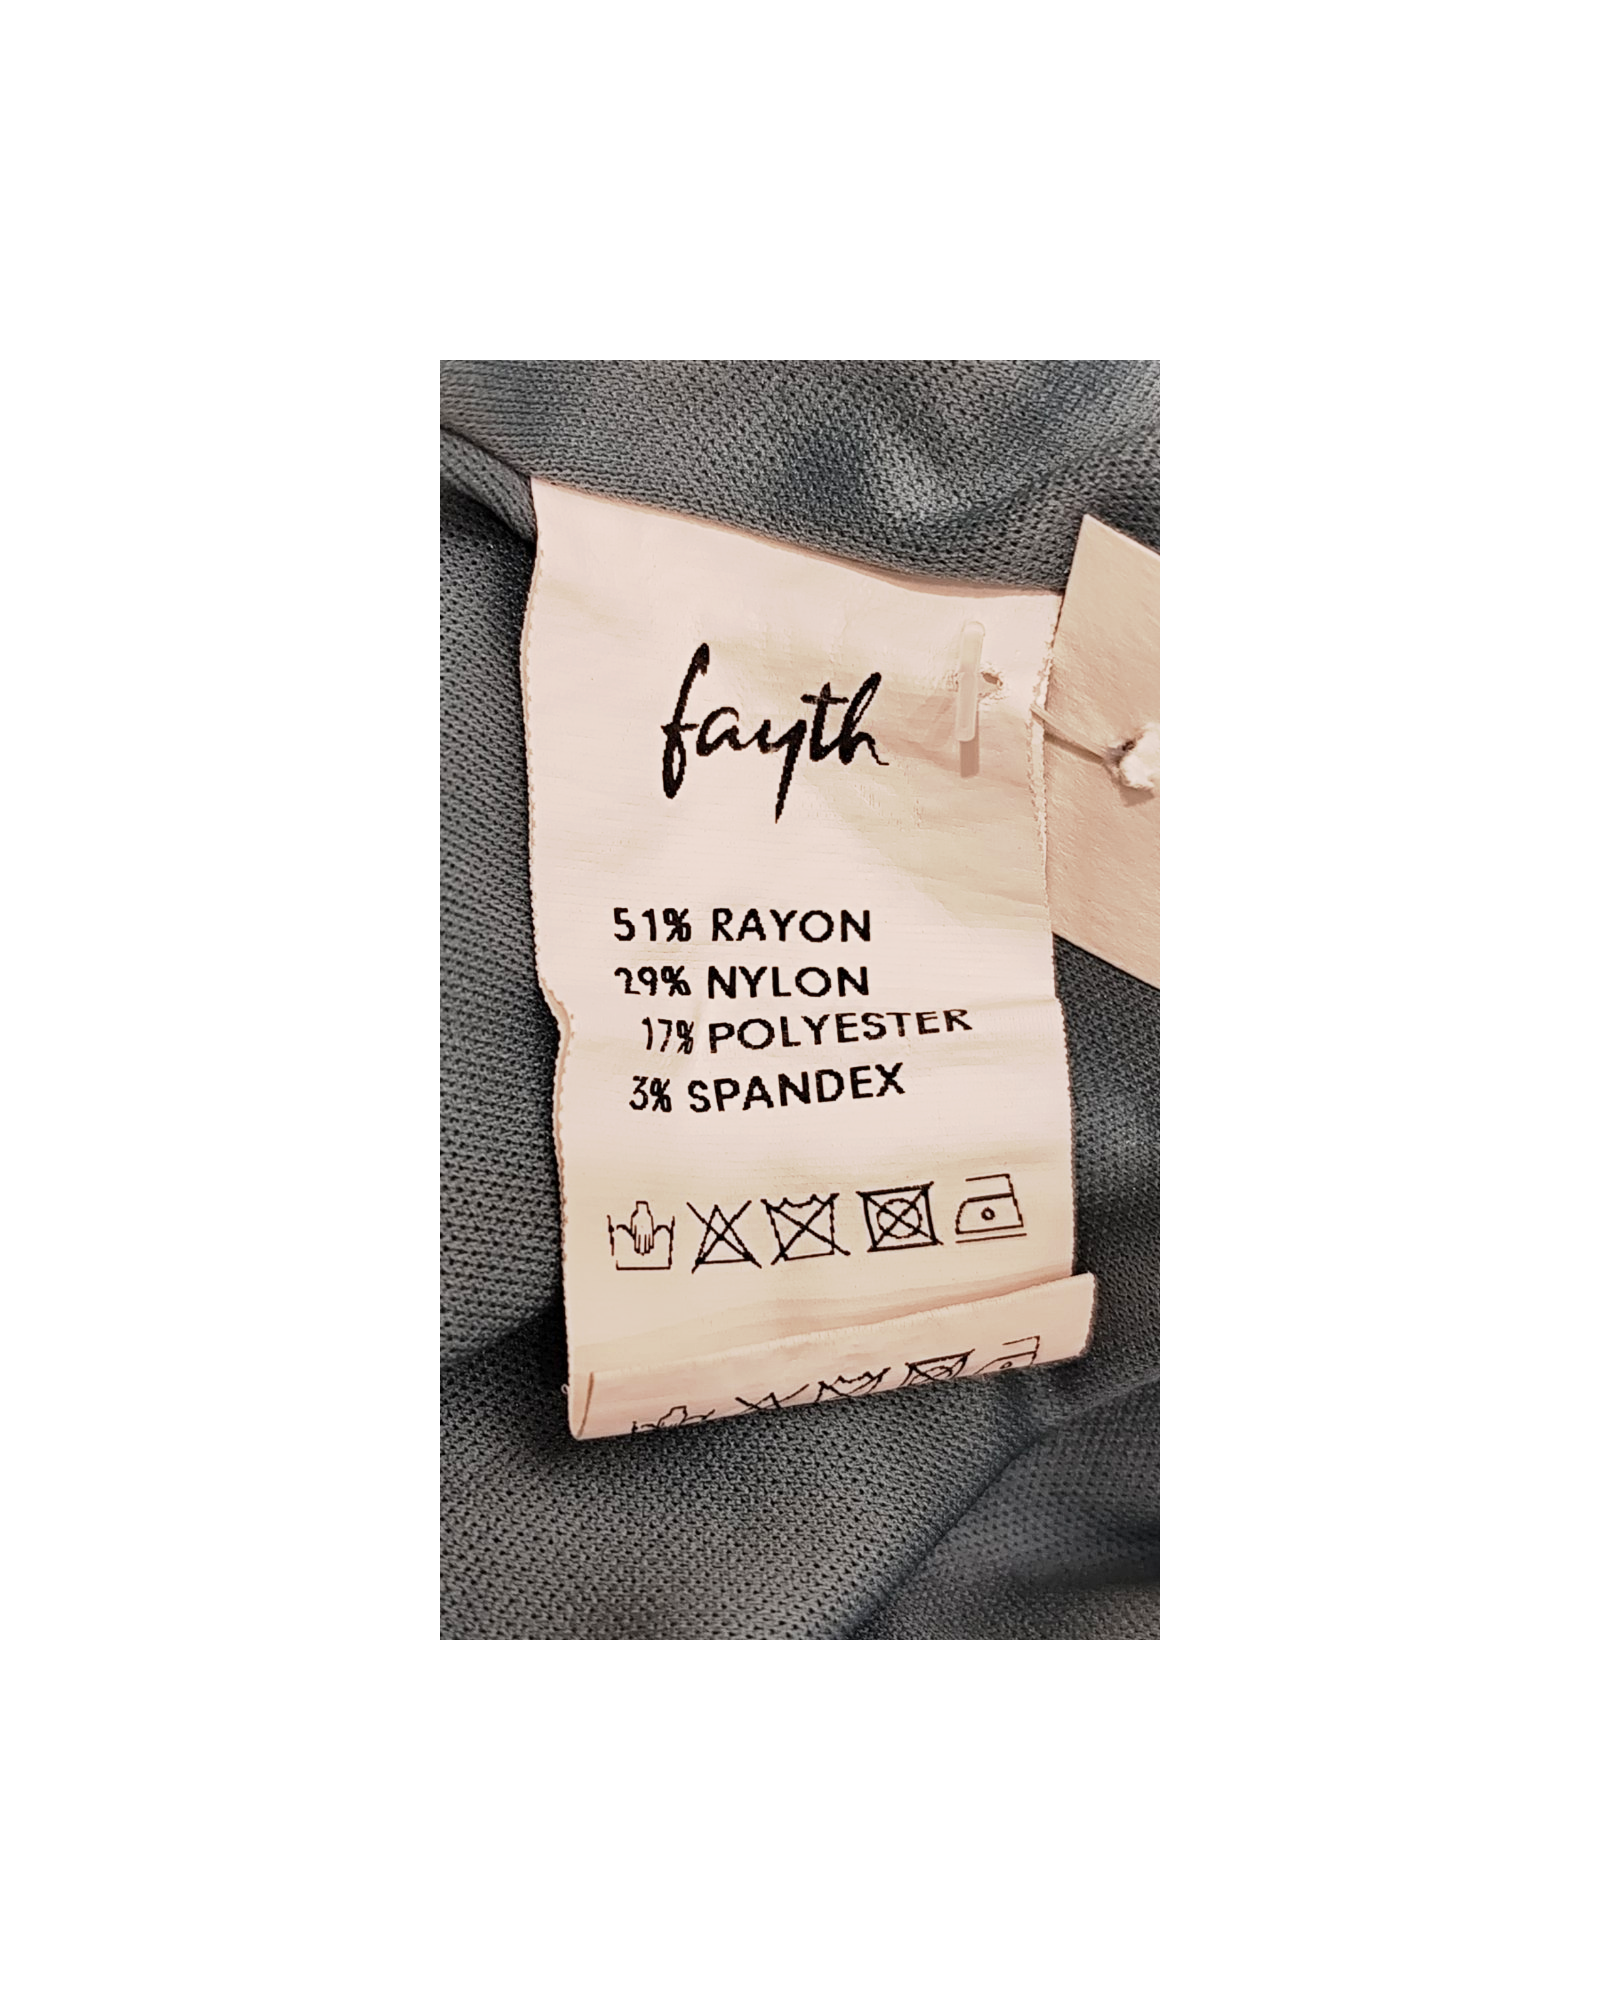 fayth
51% RAYON
29% NYLON
17% POLYESTER
3% SPANDEX